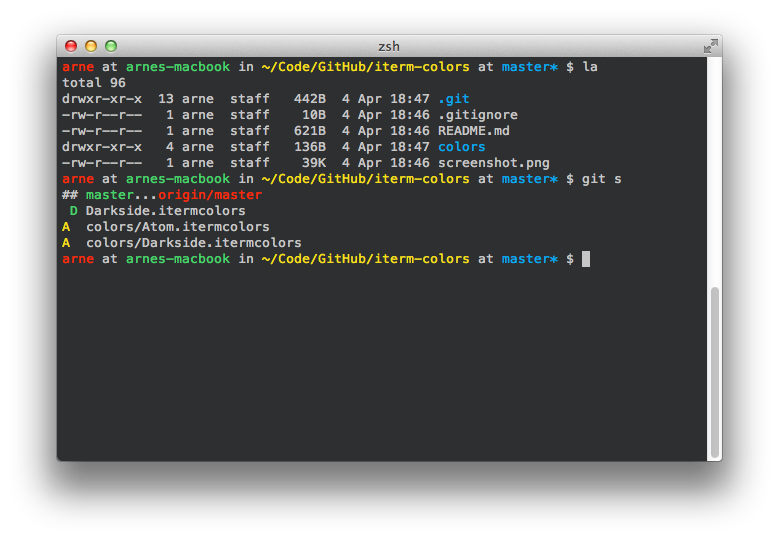 zsh
arne at arnes-macbook in ~/Code/GitHub/iterm-colors at master* $ la
total 96
drwxr-xr-x  13 arne  staff   442B  4 Apr 18:47 .git
-rw-r--r--   1 arne  staff    10B  4 Apr 18:46 .gitignore
-rw-r--r--   1 arne  staff   621B  4 Apr 18:46 README.md
drwxr-xr-x   4 arne  staff   136B  4 Apr 18:47 colors
-rw-r--r--   1 arne  staff    39K  4 Apr 18:46 screenshot.png
arne at arnes-macbook in ~/Code/GitHub/iterm-colors at master* $ git s
## master...origin/master
 D Darkside.itermcolors
A  colors/Atom.itermcolors
A  colors/Darkside.itermcolors
arne at arnes-macbook in ~/Code/GitHub/iterm-colors at master* $